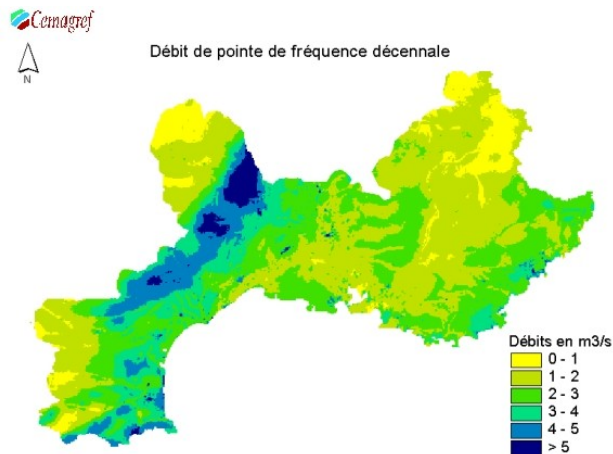 Cemagref
N
Débit de pointe de fréquence décennale
Débits en m3/s
0 - 1
1 - 2
2 - 3
3 - 4
4 - 5
> 5